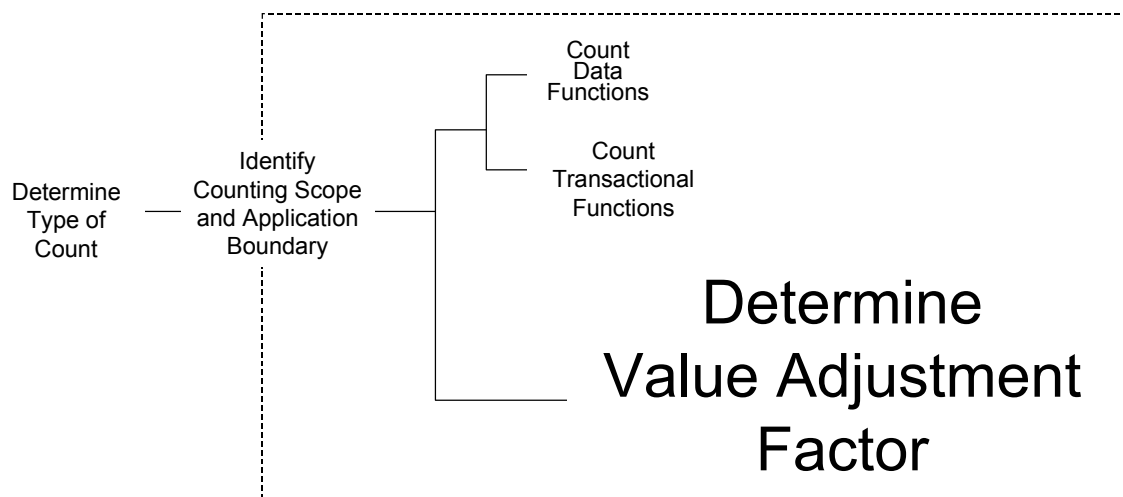 Determine
Type of
Count
Identify
Counting Scope
and Application
Boundary
Count
Data
Functions
Count
Transactional
Functions
Determine
Value Adjustment
Factor